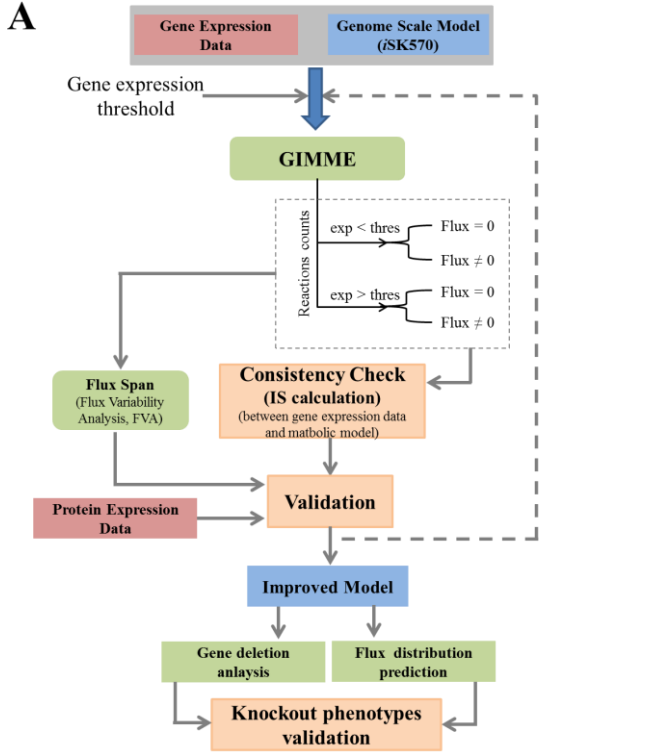 A
Gene Expression
Data
Genome Scale Model
(iSK570)
Gene expression
threshold
GIMME
Reactions counts
exp < thres
Flux = 0
Flux ≠ 0
exp > thres
Flux = 0
Flux ≠ 0
Flux Span
(Flux Variability
Analysis, FVA)
Consistency Check
(IS calculation)
(between gene expression data
and matbolic model)
Validation
Protein Expression
Data
Improved Model
Gene deletion
anlaysis
Flux distribution
prediction
Knockout phenotypes
validation